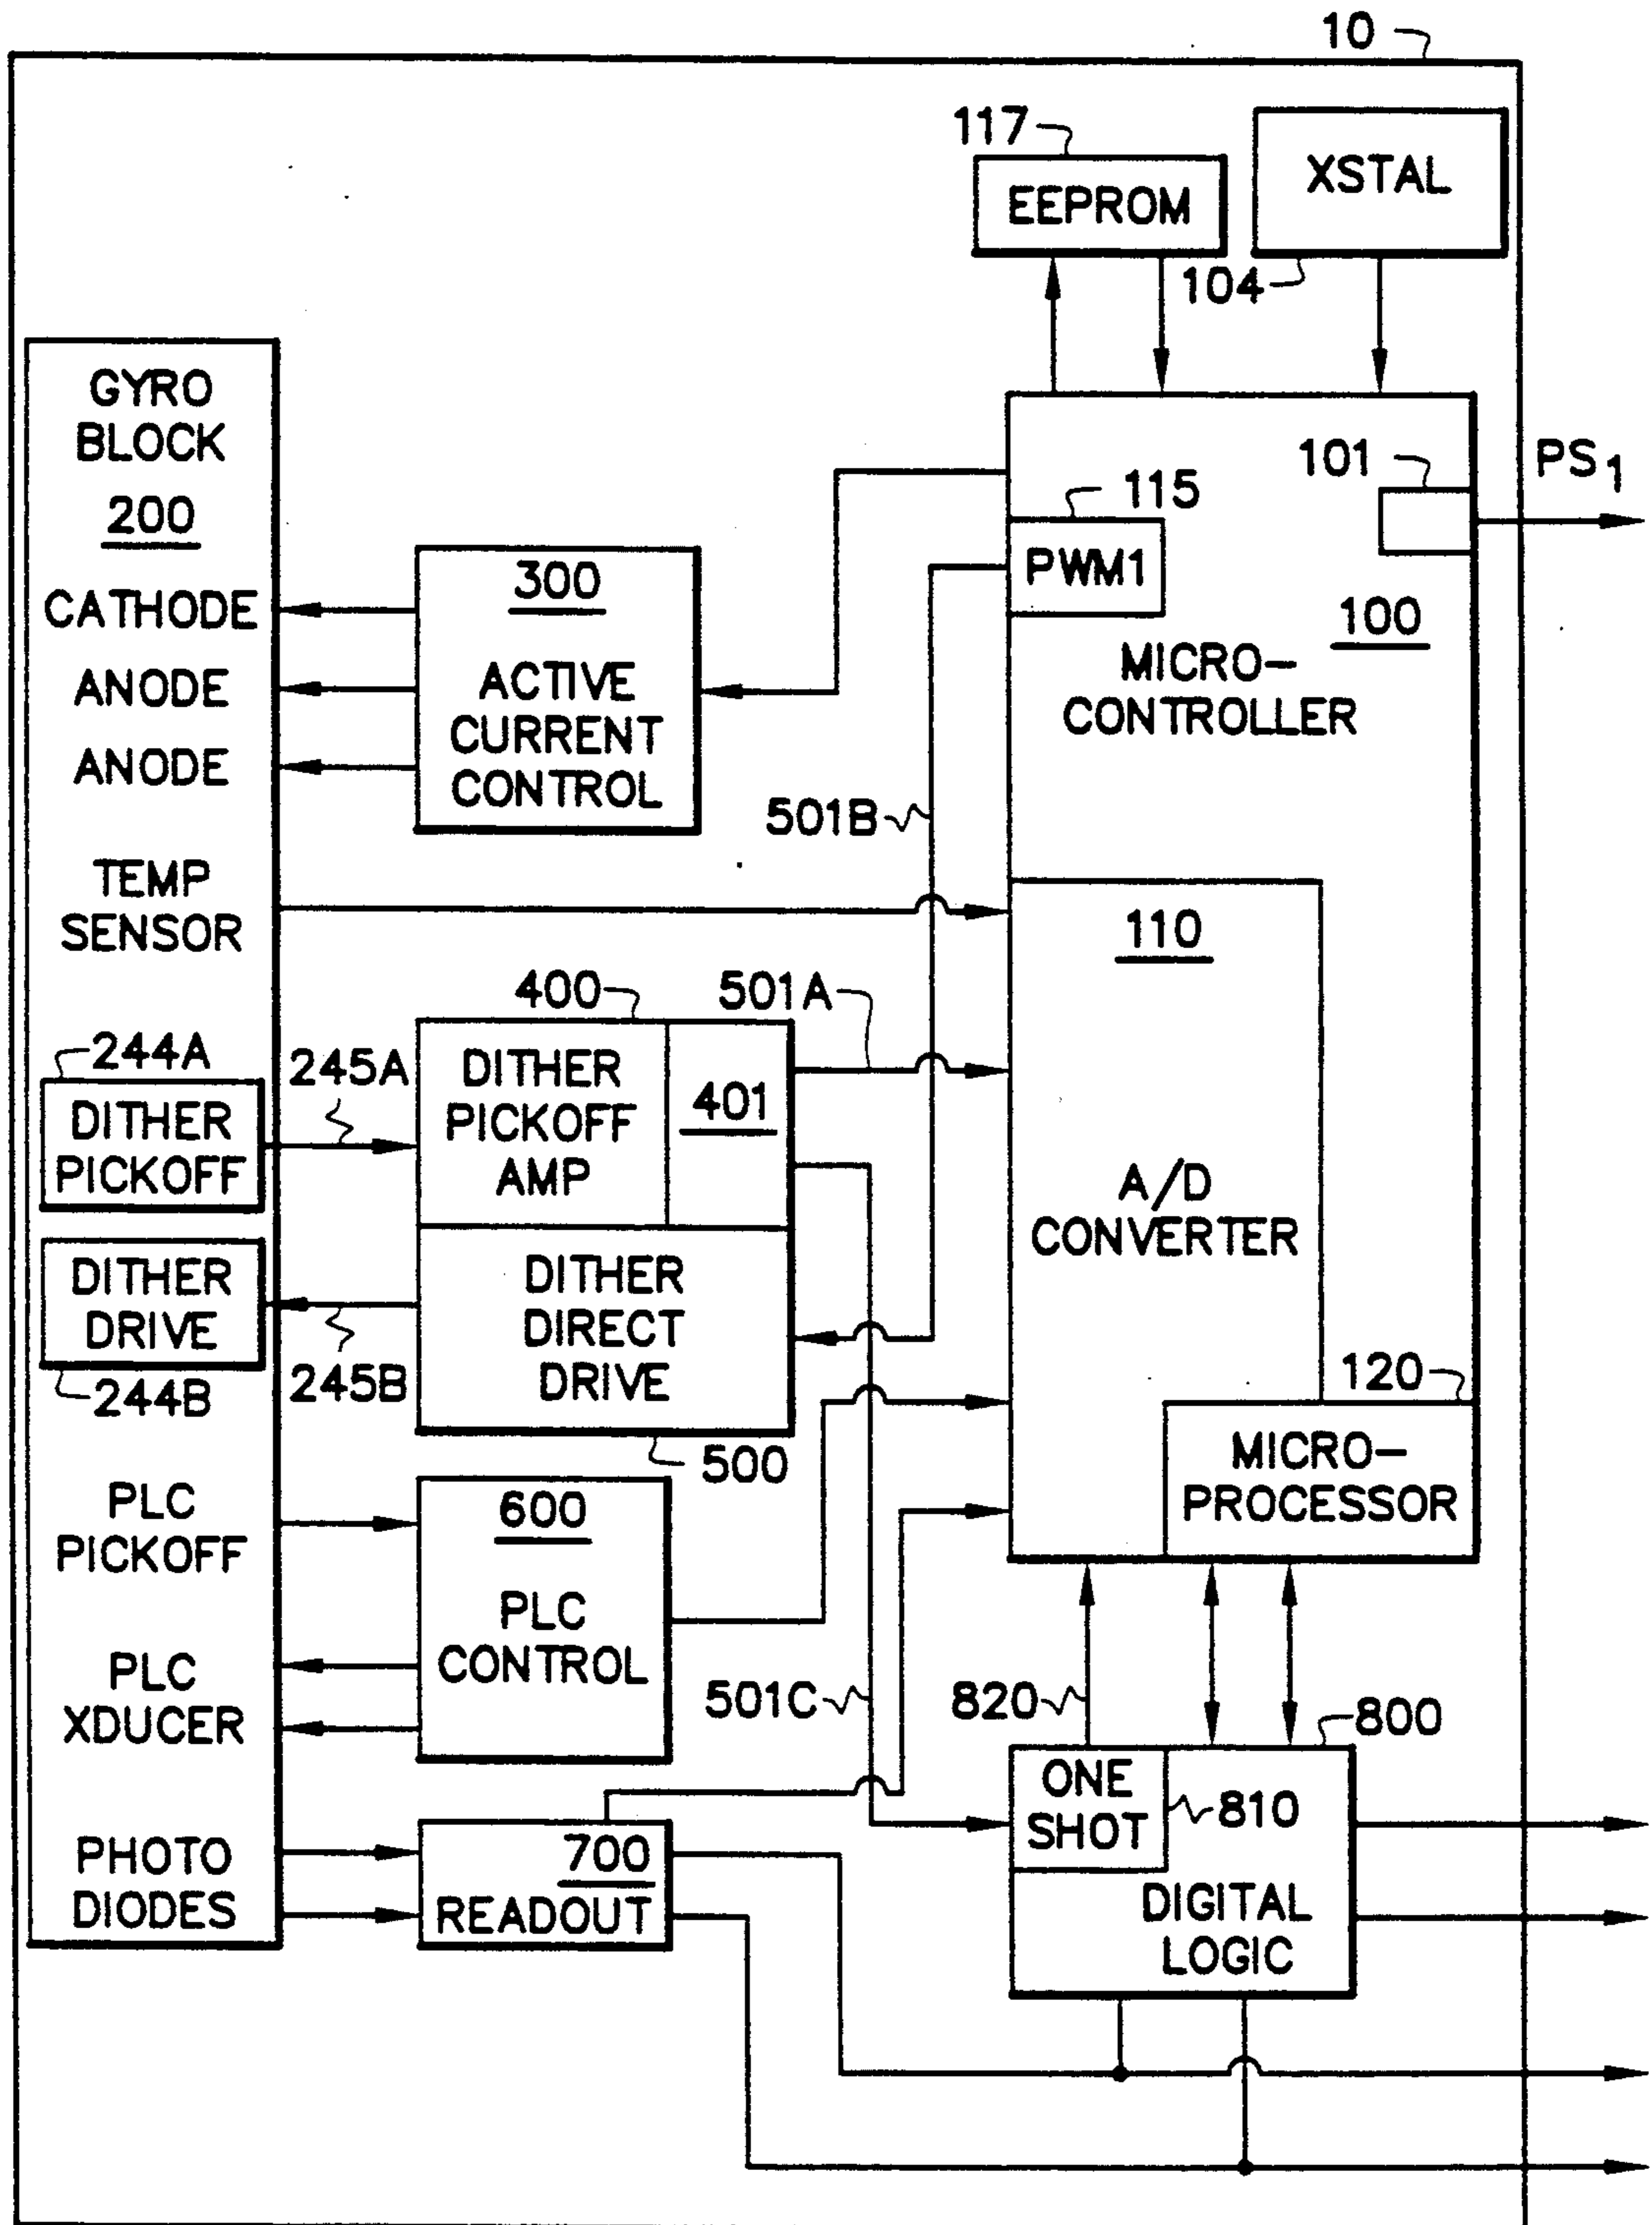 10
117
EEPROM
XSTAL
104
GYRO
BLOCK
200
CATHODE
ANODE
ANODE
TEMP
SENSOR
244A
DITHER
PICKOFF
DITHER
DRIVE
244B
PLC
PICKOFF
PLC
XDUCER
PHOTO
DIODES
245A
245B
300
ACTIVE
CURRENT
CONTROL
400
DITHER
PICKOFF
AMP
401
DITHER
DIRECT
DRIVE
500
600
PLC
CONTROL
700
READOUT
501B
501A
501C
115
PWM1
101
PS1
100
MICRO-
CONTROLLER
110
A/D
CONVERTER
120
MICRO-
PROCESSOR
820
800
ONE
SHOT
810
DIGITAL
LOGIC